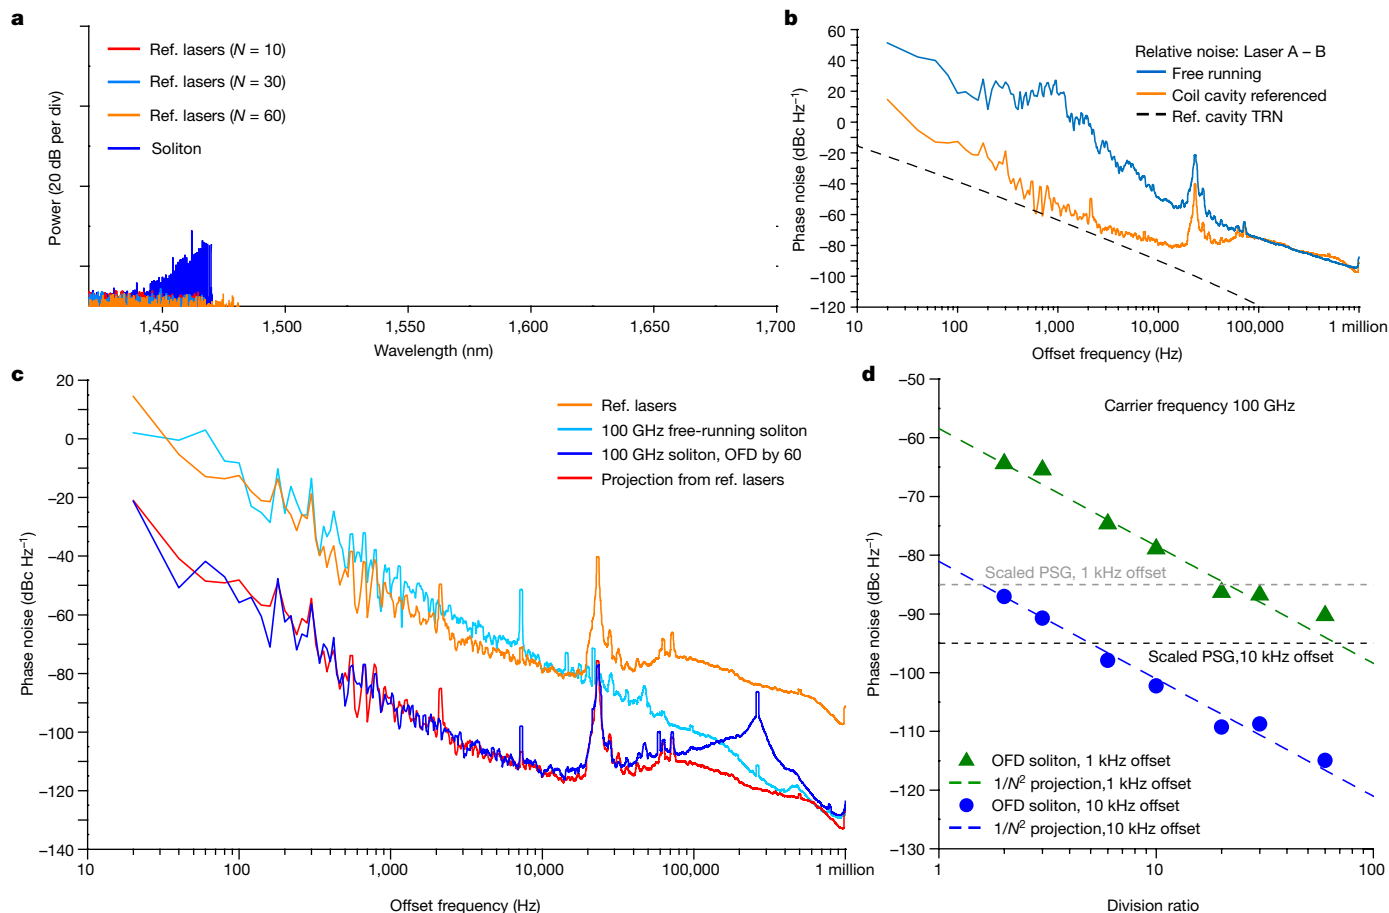 a
Power (20 dB per div)
Ref. lasers (N = 10)
Ref. lasers (N = 30)
Ref. lasers (N = 60)
Soliton
1,450
1,500
1,550
1,600
1,650
1,700
Wavelength (nm)
b
Phase noise (dBc Hz⁻¹)
60
40
20
0
−20
−40
−60
−80
−100
−120
Relative noise: Laser A – B
Free running
Coil cavity referenced
Ref. cavity TRN
10
100
1,000
10,000
100,000
1 million
Offset frequency (Hz)
c
Phase noise (dBc Hz⁻¹)
20
0
−20
−40
−60
−80
−100
−120
−140
Ref. lasers
100 GHz free-running soliton
100 GHz soliton, OFD by 60
Projection from ref. lasers
10
100
1,000
10,000
100,000
1 million
Offset frequency (Hz)
d
Phase noise (dBc Hz⁻¹)
−50
−60
−70
−80
−90
−100
−110
−120
−130
Carrier frequency 100 GHz
Scaled PSG, 1 kHz offset
Scaled PSG,10 kHz offset
OFD soliton, 1 kHz offset
1/N² projection,1 kHz offset
OFD soliton, 10 kHz offset
1/N² projection,10 kHz offset
1
10
100
Division ratio